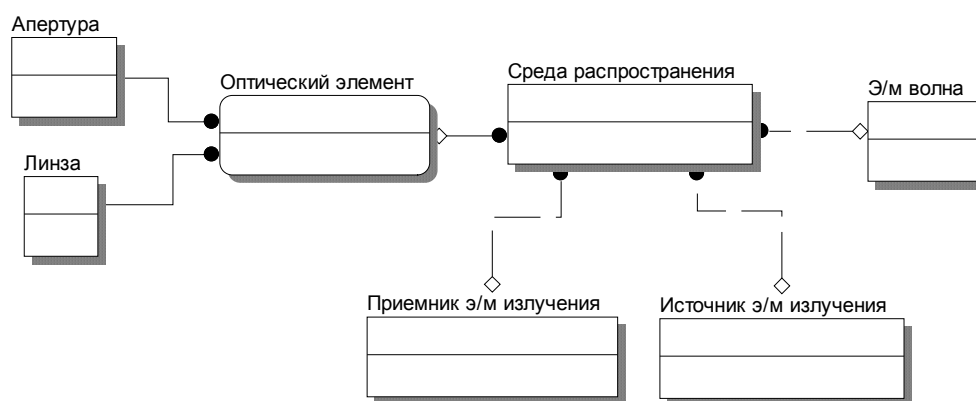 Апертура
Оптический элемент
Среда распространения
Э/м волна
Линза
Приемник э/м излучения
Источник э/м излучения